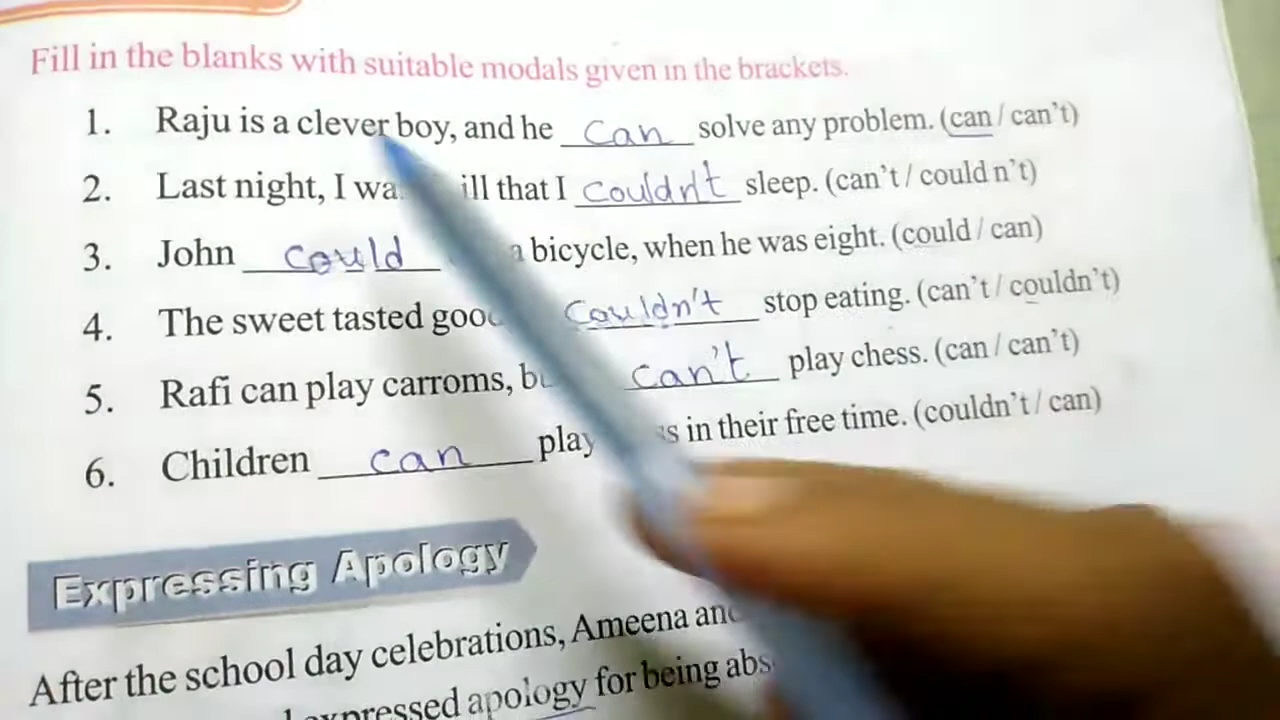 Fill in the blanks with suitable modals given in the brackets.
1. Raju is a clever boy, and he can solve any problem. (can / can't)
2. Last night, I wa ill that I couldn't sleep. (can't / could n't)
3. John could a bicycle, when he was eight. (could / can)
4. The sweet tasted good couldn't stop eating. (can't / couldn't)
5. Rafi can play carroms, b can't play chess. (can / can't)
6. Children can play in their free time. (couldn't / can)
Expressing Apology
After the school day celebrations, Ameena and
expressed apology for being abs